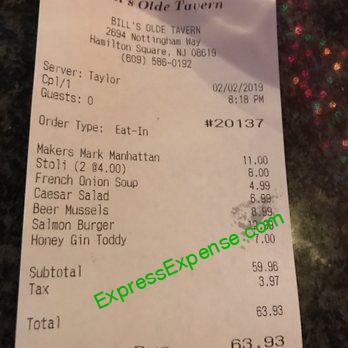 's Olde Tavern
BILL'S OLDE TAVERN
2694 Nottingham Way
Hamilton Square, NJ 08619
(609) 586-0192
Server: Taylor 02/02/2019
Cpl/1 8:18 PM
Guests: 0
Order Type: Eat-In #20137
Makers Mark Manhattan 11.00
Stoli (2 @4.00) 8.00
French Onion Soup 4.99
Caesar Salad 6.99
Beer Mussels 8.99
Salmon Burger 12.99
Honey Gin Toddy 7.00
Subtotal 59.96
Tax 3.97
Total 63.93
63.93
ExpressExpense.com